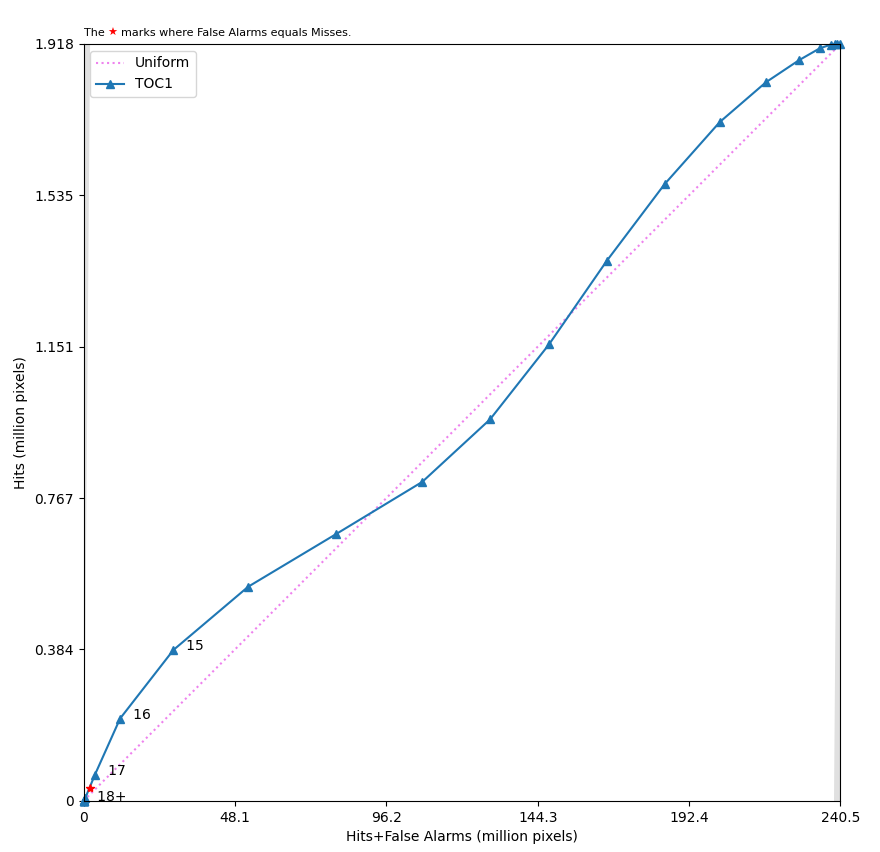 The ★ marks where False Alarms equals Misses.
1.918
Uniform
TOC1
1.535
1.151
Hits (million pixels)
0.767
15
0.384
16
17
18+
0
0 48.1 96.2 144.3 192.4 240.5
Hits+False Alarms (million pixels)